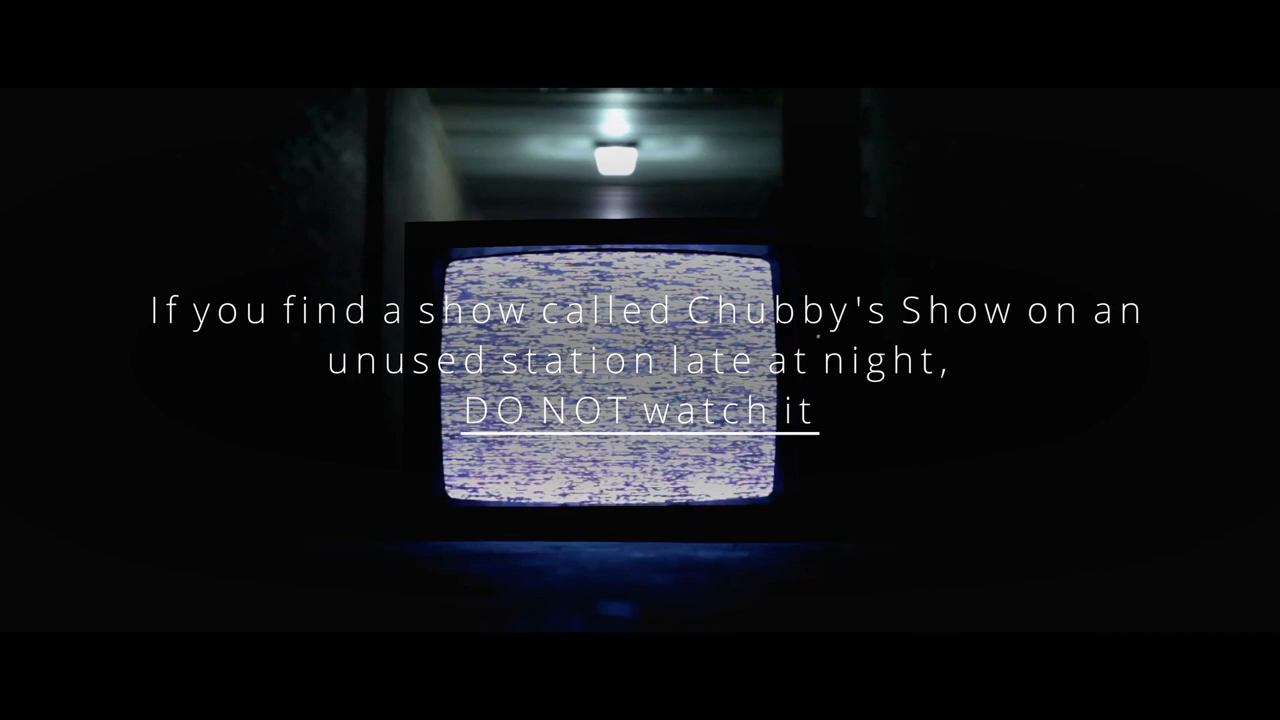 If you find a show called Chubby's Show on an
unused station late at night,
DO NOT watch it